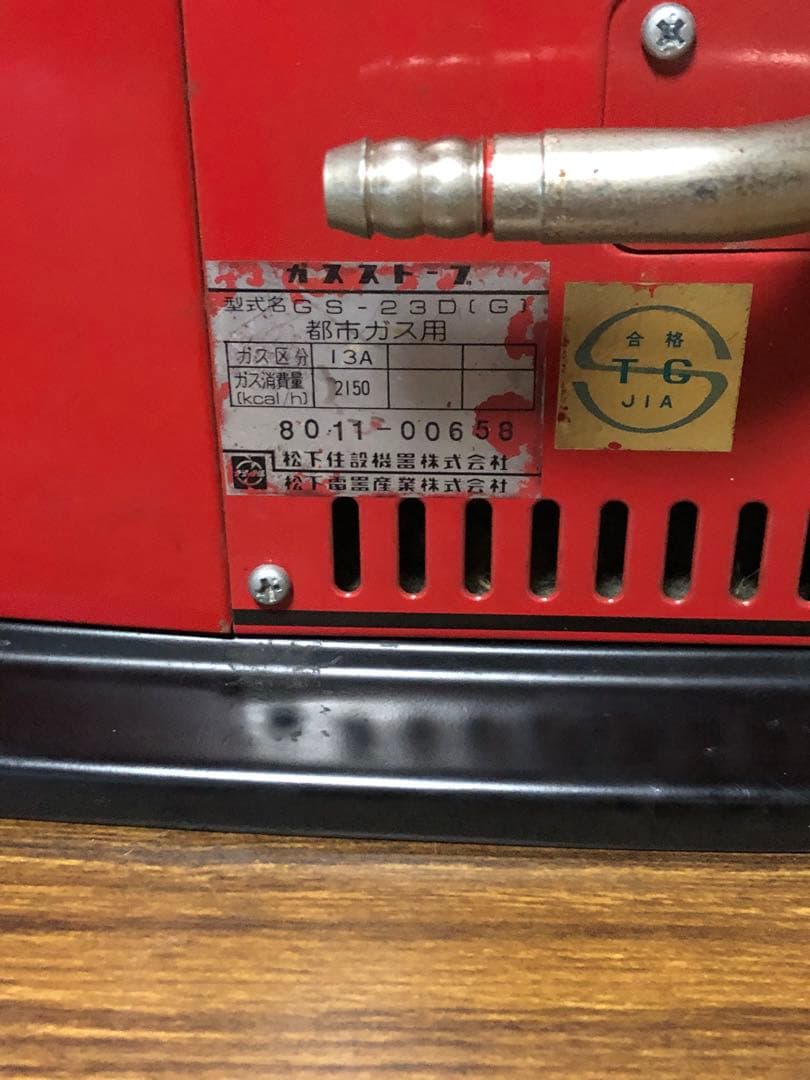 ガスストーブ
型式名 GS-23D(G)
都市ガス用
ガス区分 13A
ガス消費量 (kcal/h) 2150
8011-00658
松下住設機器株式会社
松下電器産業株式会社
合格
TG
JIA